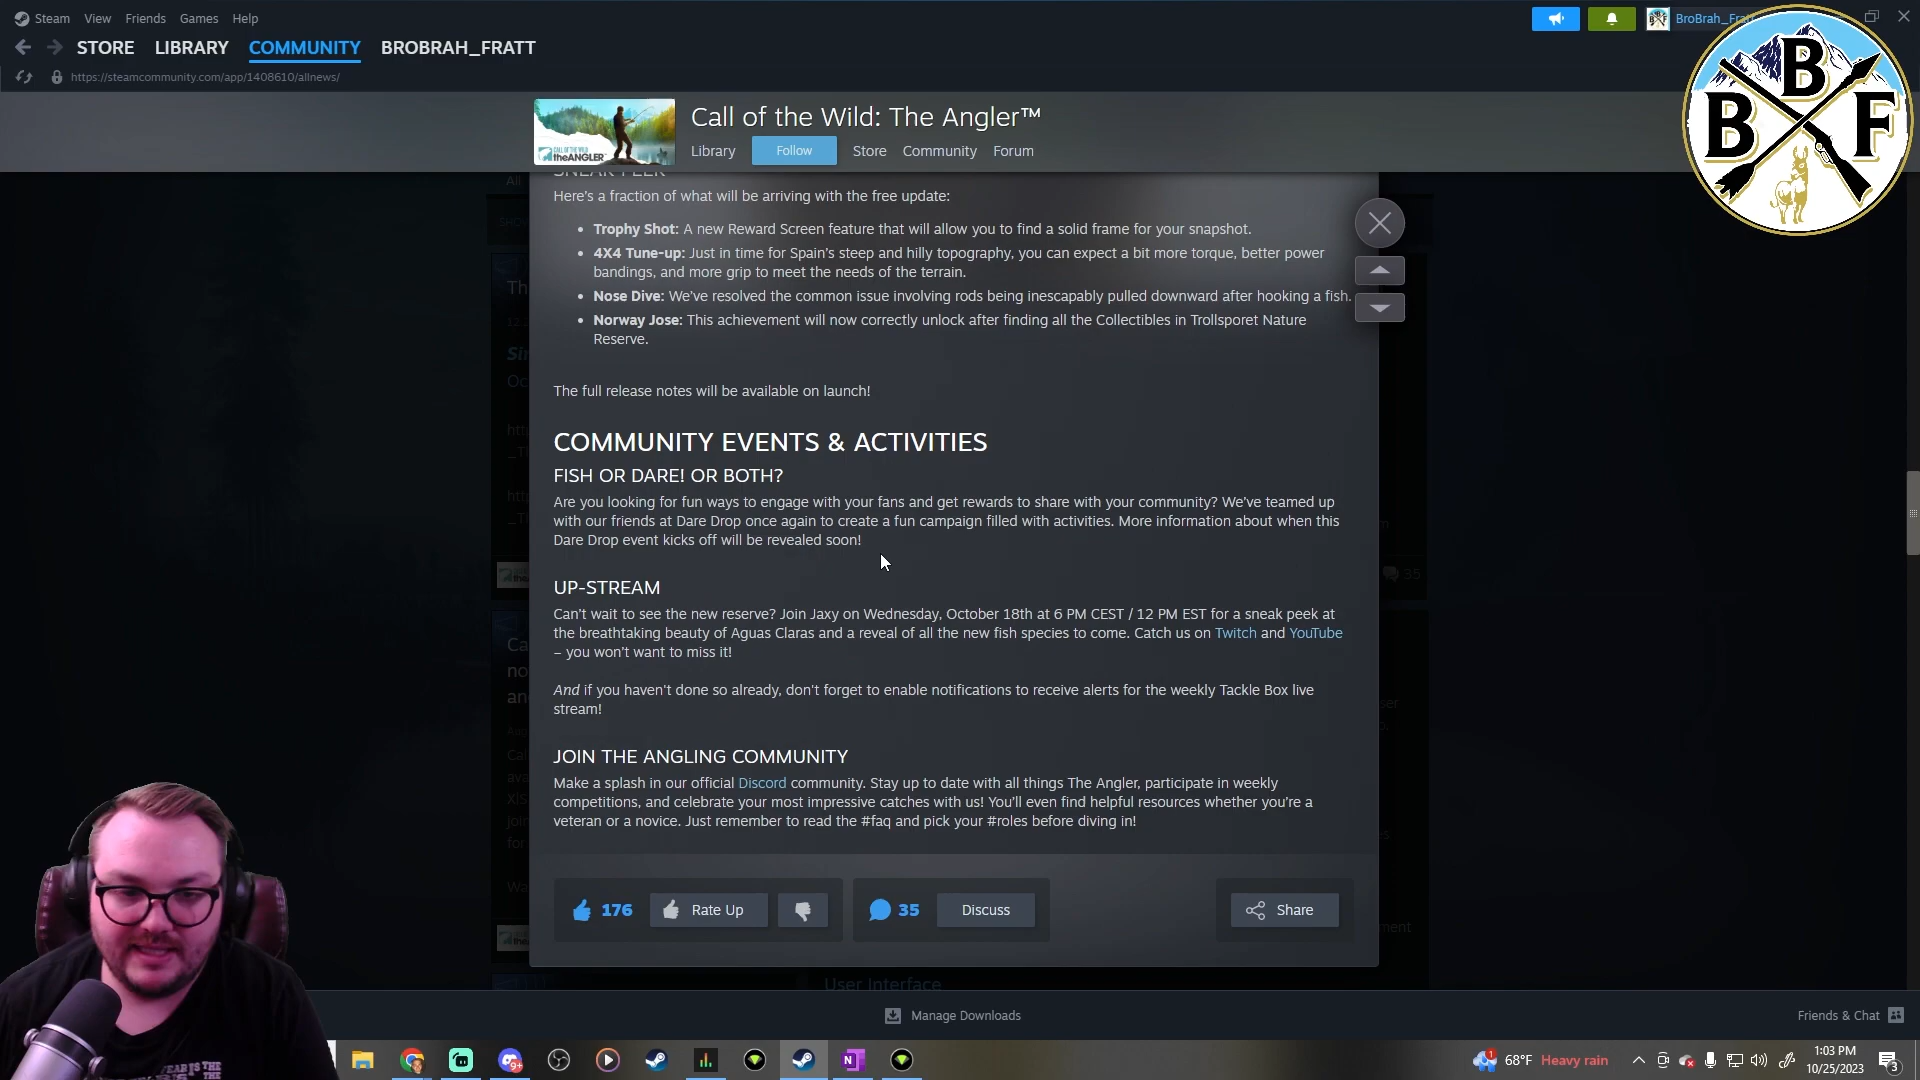 Steam View Friends Games Help
BroBrah_Fratt
STORE LIBRARY COMMUNITY BROBRAH_FRATT
https://steamcommunity.com/app/1408610/allnews/
B
B F
Call of the Wild: The Angler™
Library Follow Store Community Forum
CALL OF THE WILD
theANGLER
SNEAK PEEK
All
Here's a fraction of what will be arriving with the free update:
• Trophy Shot: A new Reward Screen feature that will allow you to find a solid frame for your snapshot.
• 4X4 Tune-up: Just in time for Spain's steep and hilly topography, you can expect a bit more torque, better power
bandings, and more grip to meet the needs of the terrain.
• Nose Dive: We've resolved the common issue involving rods being inescapably pulled downward after hooking a fish.
• Norway Jose: This achievement will now correctly unlock after finding all the Collectibles in Trollsporet Nature
Reserve.
The full release notes will be available on launch!
COMMUNITY EVENTS & ACTIVITIES
FISH OR DARE! OR BOTH?
Are you looking for fun ways to engage with your fans and get rewards to share with your community? We've teamed up
with our friends at Dare Drop once again to create a fun campaign filled with activities. More information about when this
Dare Drop event kicks off will be revealed soon!
35
UP-STREAM
Can't wait to see the new reserve? Join Jaxy on Wednesday, October 18th at 6 PM CEST / 12 PM EST for a sneak peek at
the breathtaking beauty of Aguas Claras and a reveal of all the new fish species to come. Catch us on Twitch and YouTube
– you won't want to miss it!
And if you haven't done so already, don't forget to enable notifications to receive alerts for the weekly Tackle Box live
stream!
JOIN THE ANGLING COMMUNITY
Make a splash in our official Discord community. Stay up to date with all things The Angler, participate in weekly
competitions, and celebrate your most impressive catches with us! You'll even find helpful resources whether you're a
veteran or a novice. Just remember to read the #faq and pick your #roles before diving in!
176 Rate Up 35 Discuss Share
User Interface
Manage Downloads
Friends & Chat
68°F Heavy rain
1:03 PM
10/25/2023
3